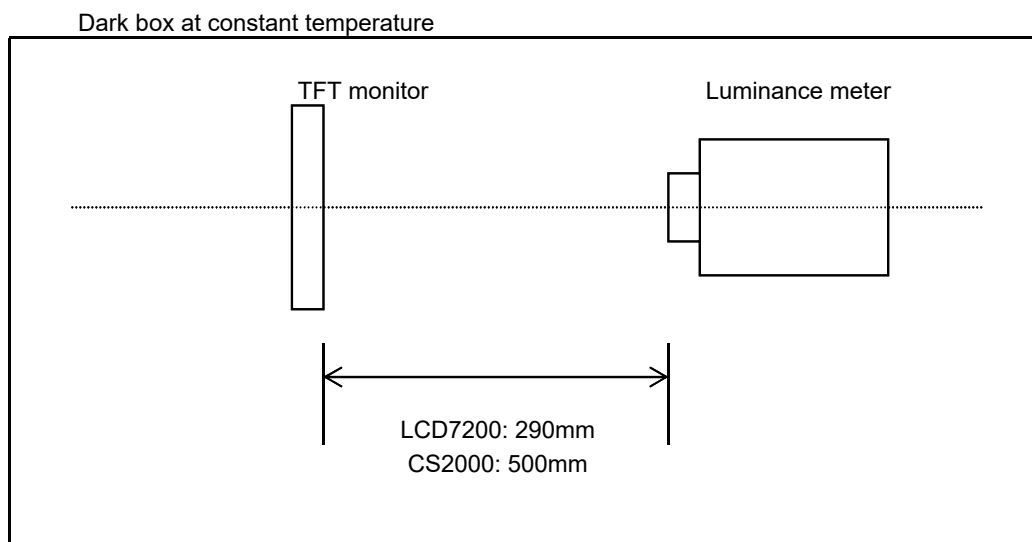 Dark box at constant temperature
TFT monitor
Luminance meter
LCD7200: 290mm
CS2000: 500mm